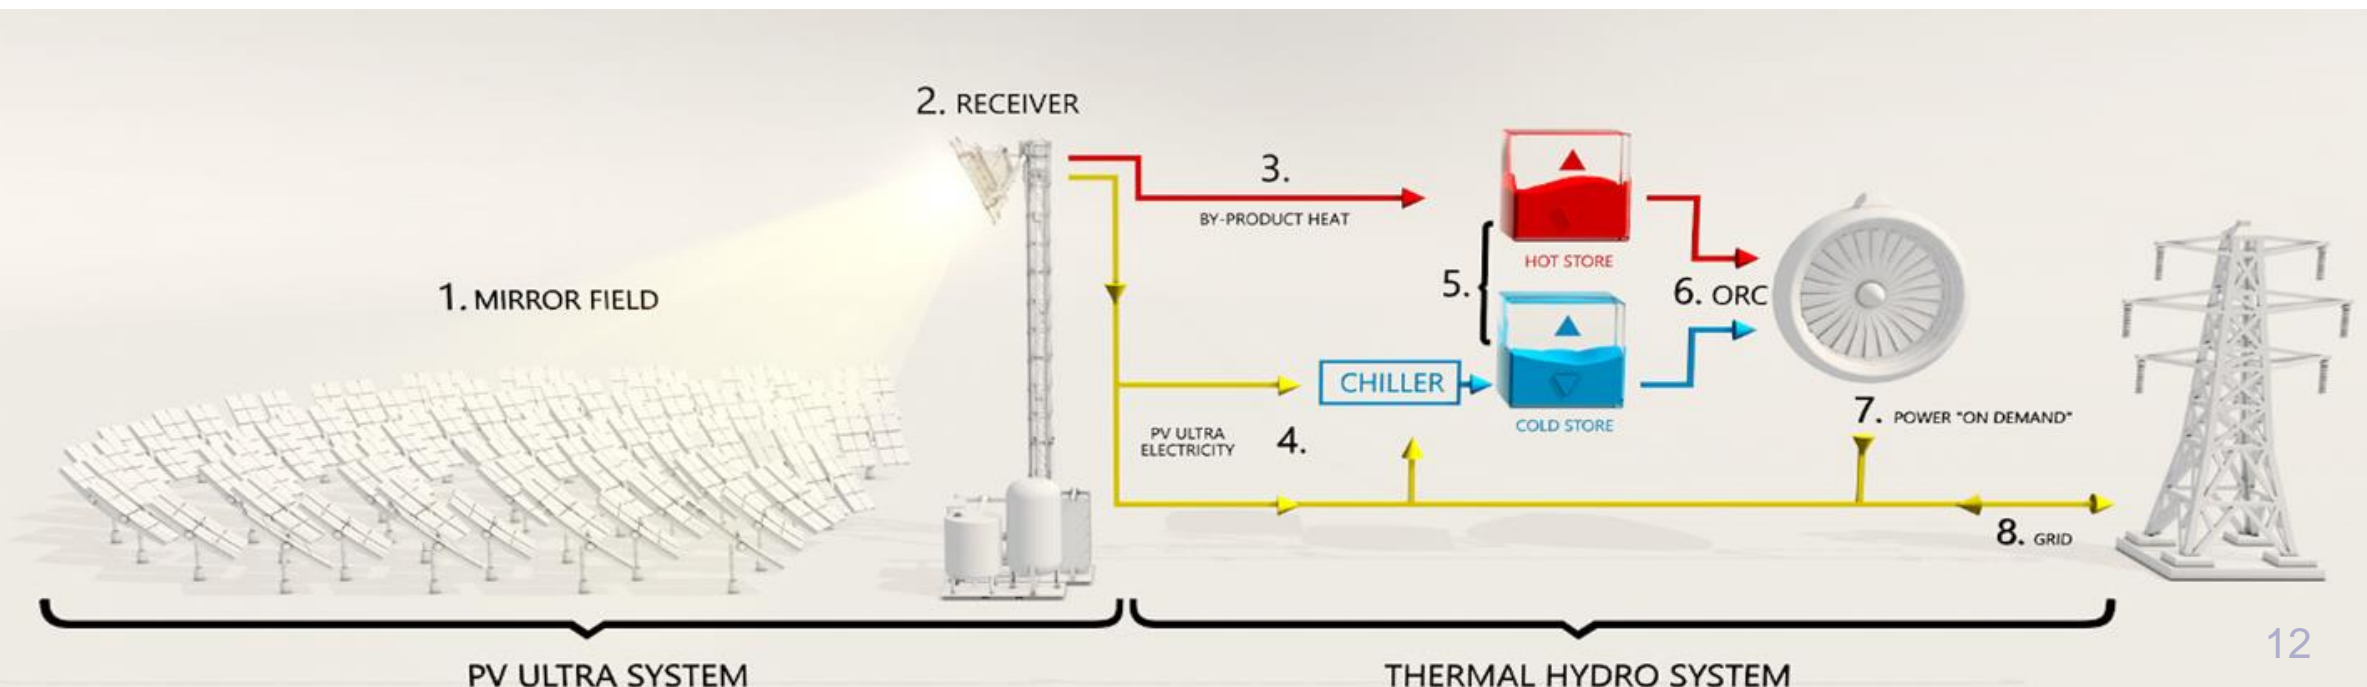 2. RECEIVER
3.
BY-PRODUCT HEAT
1. MIRROR FIELD
HOT STORE
5.
6. ORC
CHILLER
COLD STORE
PV ULTRA
ELECTRICITY
4.
7. POWER "ON DEMAND"
8. GRID
12
PV ULTRA SYSTEM
THERMAL HYDRO SYSTEM